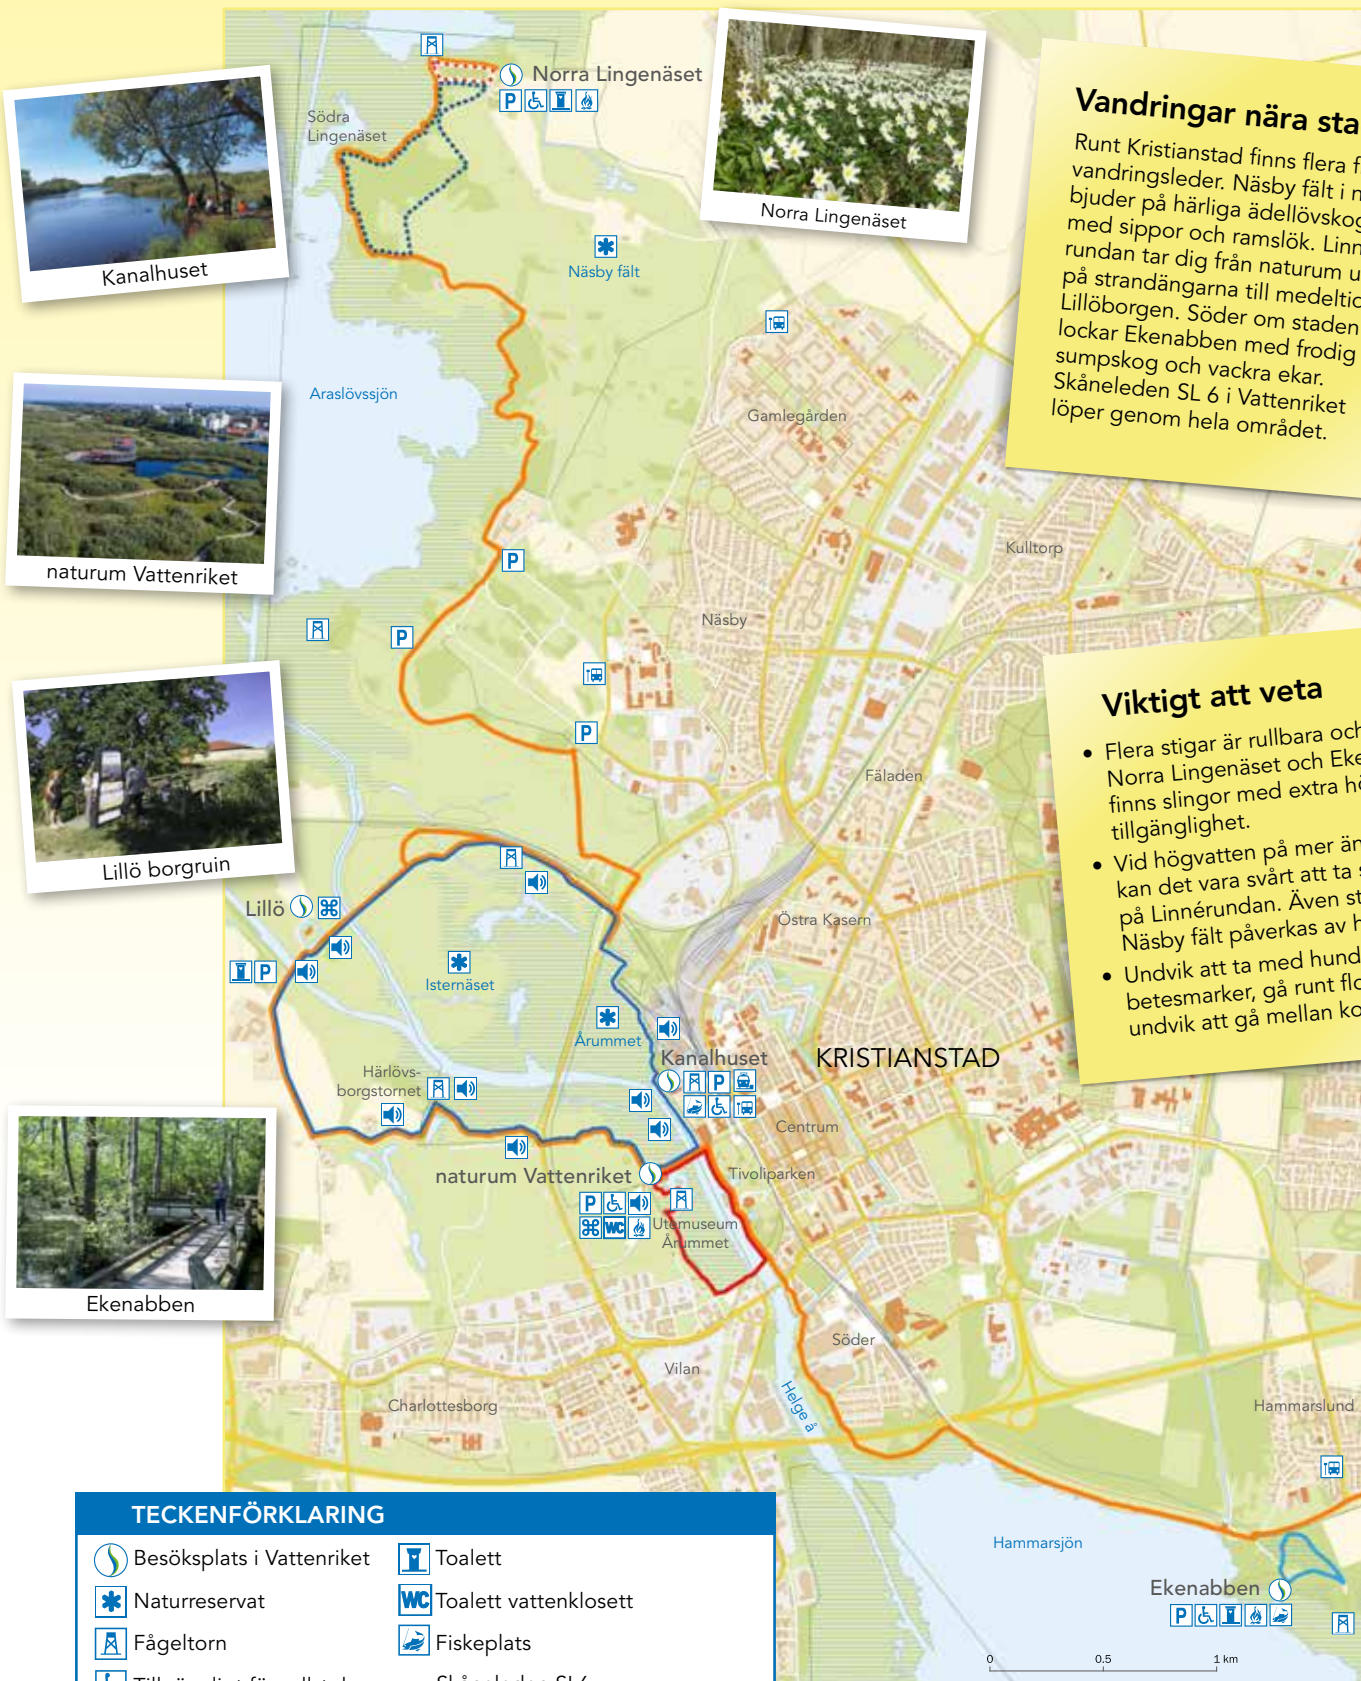 Norra Lingenäset
P
Södra
Lingenäset
Kanalhuset
Norra Lingenäset
Näsby fält
Vandringar nära sta
Runt Kristianstad finns flera f
vandringsleder. Näsby fält i n
bjuder på härliga ädellövskog
med sippor och ramslök. Linn
rundan tar dig från naturum u
på strandängarna till medeltid
Lillöborgen. Söder om staden
lockar Ekenabben med frodig
sumpskog och vackra ekar.
Skåneleden SL 6 i Vattenriket
löper genom hela området.
Araslövssjön
Gamlegården
naturum Vattenriket
P
Kulltorp
Näsby
P
P
Viktigt att veta
• Flera stigar är rullbara och
Norra Lingenäset och Eke
finns slingor med extra hö
tillgänglighet.
• Vid högvatten på mer än
kan det vara svårt att ta s
på Linnérundan. Även st
Näsby fält påverkas av h
• Undvik att ta med hund
betesmarker, gå runt flo
undvik att gå mellan ko
Fäladen
Lillö borgruin
Lillö
P
Östra Kasern
Isternäset
Årummet
Kanalhuset
P
KRISTIANSTAD
Härlövs-
borgstornet
Centrum
naturum Vattenriket
Tivoliparken
P
WC
Utemuseum
Årummet
Ekenabben
Söder
Vilan
Helge å
Charlottesborg
Hammarslund
Hammarsjön
Ekenabben
P
0 0.5 1 km
TECKENFÖRKLARING
Besöksplats i Vattenriket
Toalett
Naturreservat
WC Toalett vattenklosett
Fågeltorn
Fiskeplats